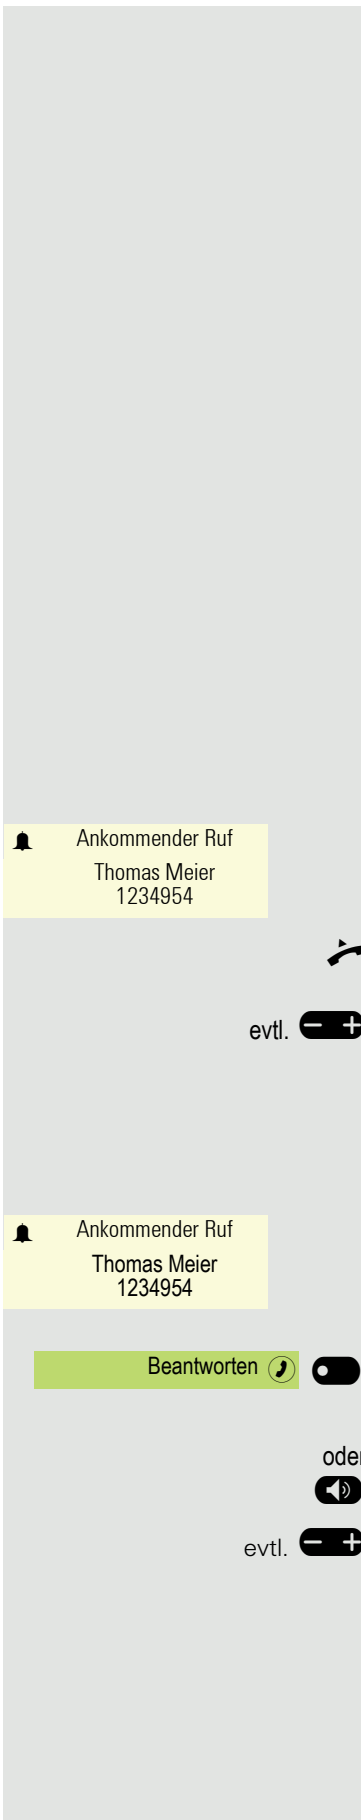 Ankommender Ruf
Thomas Meier
1234954
evtl.
Ankommender Ruf
Thomas Meier
1234954
Beantworten
oder
evtl.